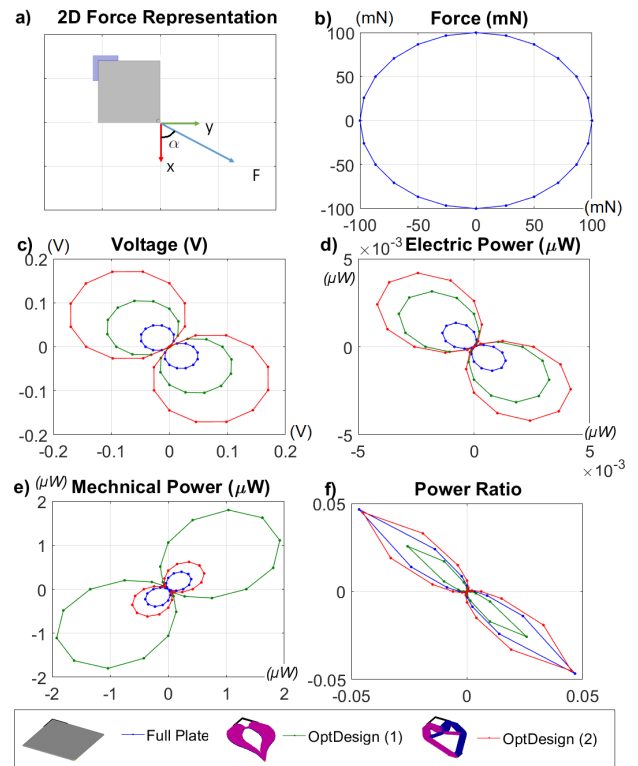 a) 2D Force Representation
y
α
x
F
b) (mN) Force (mN)
100
50
0
-50
-100
-100 -50 0 50 100
(mN)
c) (V) Voltage (V)
0.2
0.1
0
-0.1
-0.2
-0.2 -0.1 0 0.1 0.2
(V)
d) × 10⁻³ Electric Power (μW)
5
(μW)
0
-5
-5 0 5
(μW)
× 10⁻³
e) (μW) Mechnical Power (μW)
2
1
0
-1
-2
-2 -1 0 1 2
(μW)
f) Power Ratio
0.05
0
-0.05
-0.05 0 0.05
Full Plate OptDesign (1) OptDesign (2)